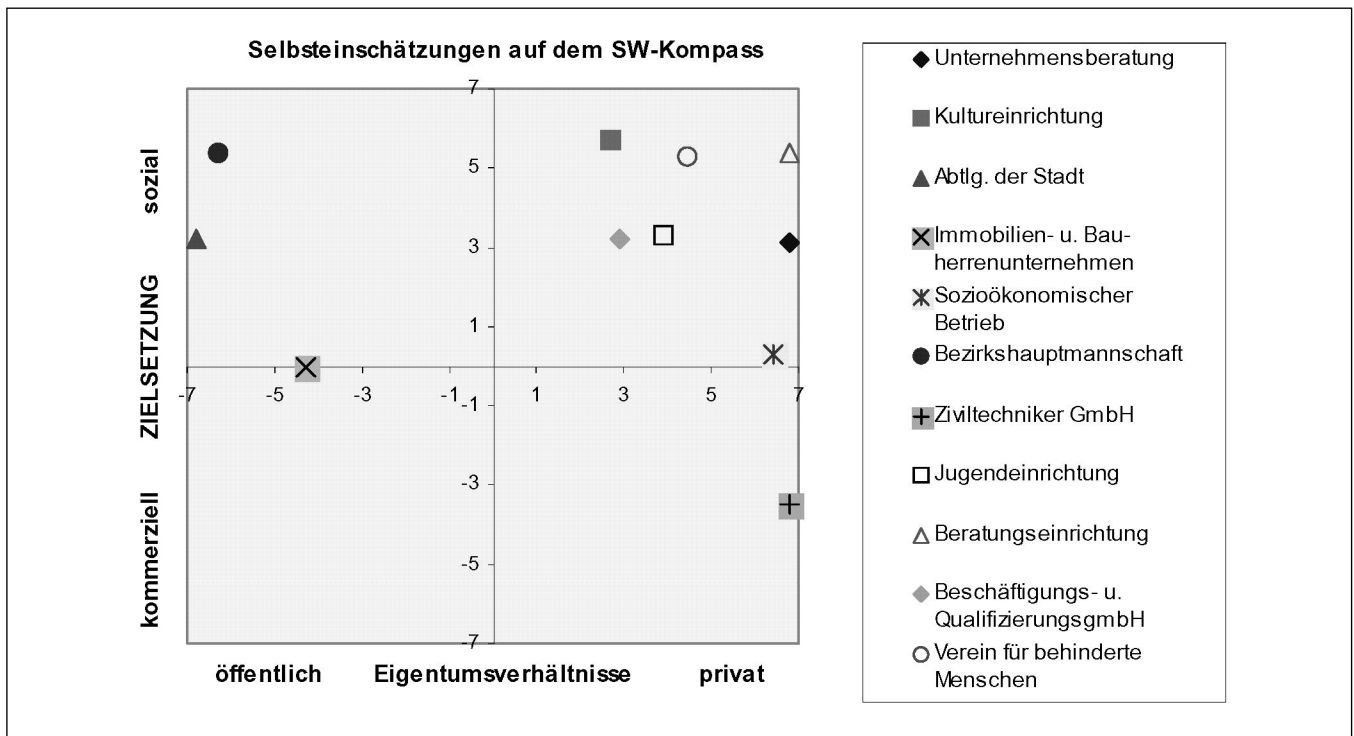 Selbsteinschätzungen auf dem SW-Kompass
7
5
3
1
-1
-3
-5
-7
-7 -5 -3 -1 1 3 5 7
sozial
ZIELSETZUNG
kommerziell
öffentlich Eigentumsverhältnisse privat
Unternehmensberatung
Kultureinrichtung
Abtlg. der Stadt
Immobilien- u. Bau-
herrenunternehmen
Sozioökonomischer
Betrieb
Bezirkshauptmannschaft
Ziviltechniker GmbH
Jugendeinrichtung
Beratungseinrichtung
Beschäftigungs- u.
QualifizierungsgmbH
Verein für behinderte
Menschen